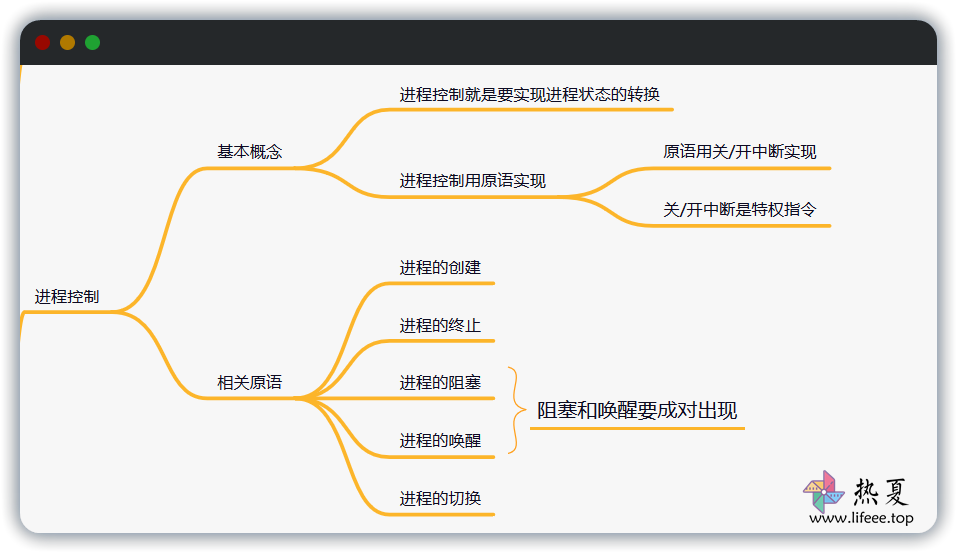 进程控制就是要实现进程状态的转换
基本概念
原语用关/开中断实现
进程控制用原语实现
关/开中断是特权指令
进程的创建
进程控制
进程的终止
相关原语
进程的阻塞
阻塞和唤醒要成对出现
进程的唤醒
进程的切换
热夏
www.lifeee.top